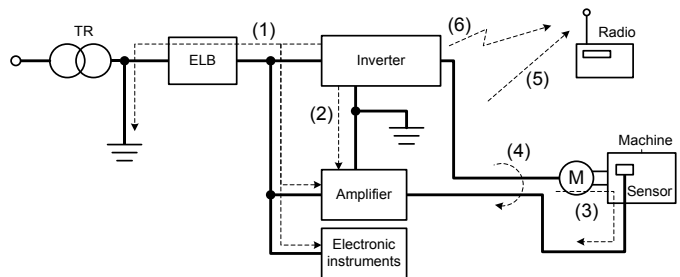 TR
(1)
ELB
Inverter
(6)
Radio
(5)
(2)
Machine
(4)
M
Sensor
(3)
Amplifier
Electronic
instruments